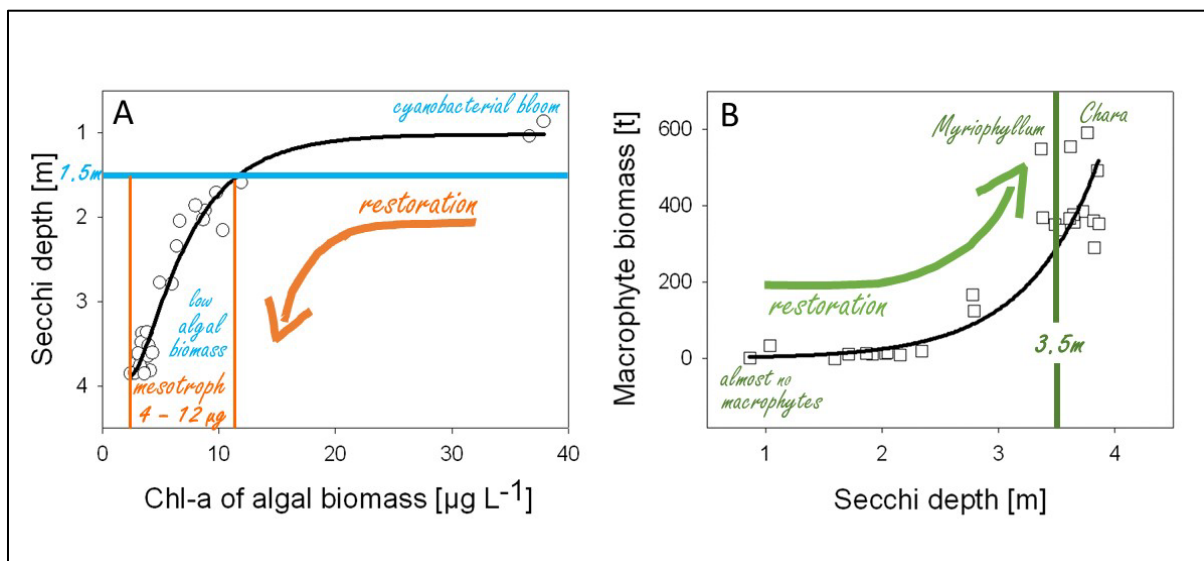 A
cyanobacterial bloom
1
1.5m
Secchi depth [m]
2
restoration
3
low
algal
biomass
mesotroph
4
4 – 12 µg
0
10
20
30
40
Chl-a of algal biomass [µg L-1]
B
600
Myriophyllum
Chara
Macrophyte biomass [t]
400
200
restoration
3.5m
0
almost no
macrophytes
1
2
3
4
Secchi depth [m]